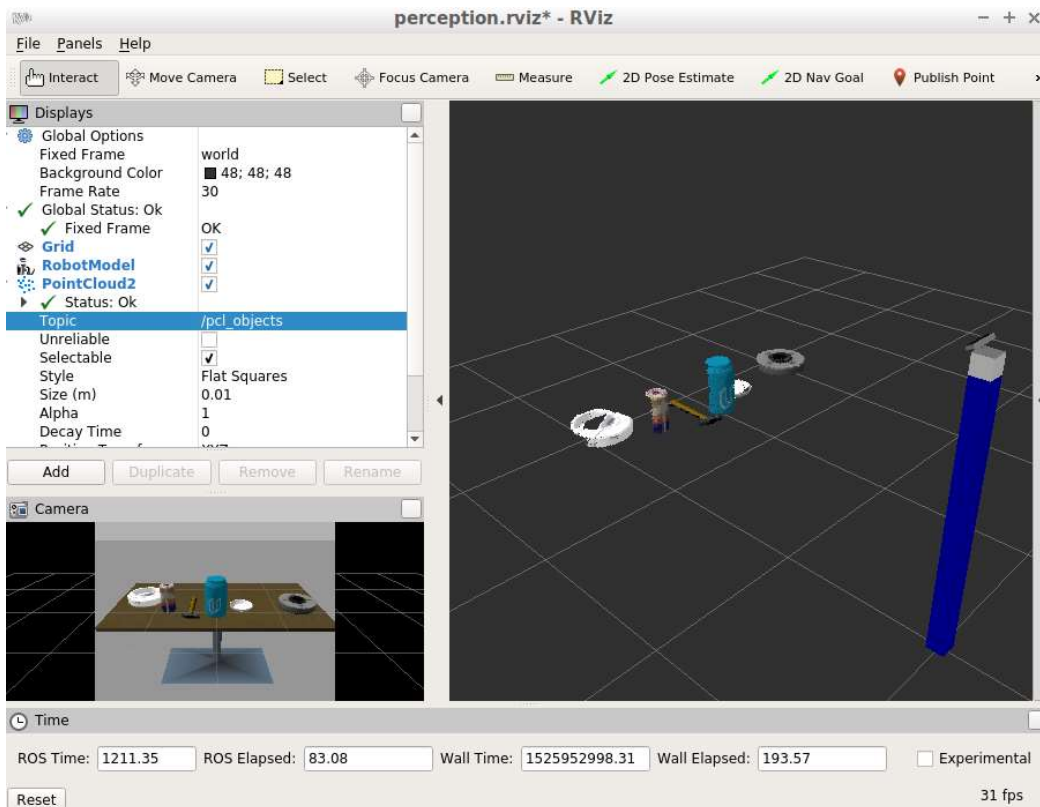 perception.rviz* - RViz
File Panels Help
Interact Move Camera Select Focus Camera Measure 2D Pose Estimate 2D Nav Goal Publish Point »
Displays
Global Options
Fixed Frame world
Background Color 48; 48; 48
Frame Rate 30
Global Status: Ok
Fixed Frame OK
Grid
RobotModel
PointCloud2
Status: Ok
Topic /pcl_objects
Unreliable
Selectable
Style Flat Squares
Size (m) 0.01
Alpha 1
Decay Time 0
Add Duplicate Remove Rename
Camera
Time
ROS Time: 1211.35 ROS Elapsed: 83.08 Wall Time: 1525952998.31 Wall Elapsed: 193.57 Experimental
Reset 31 fps